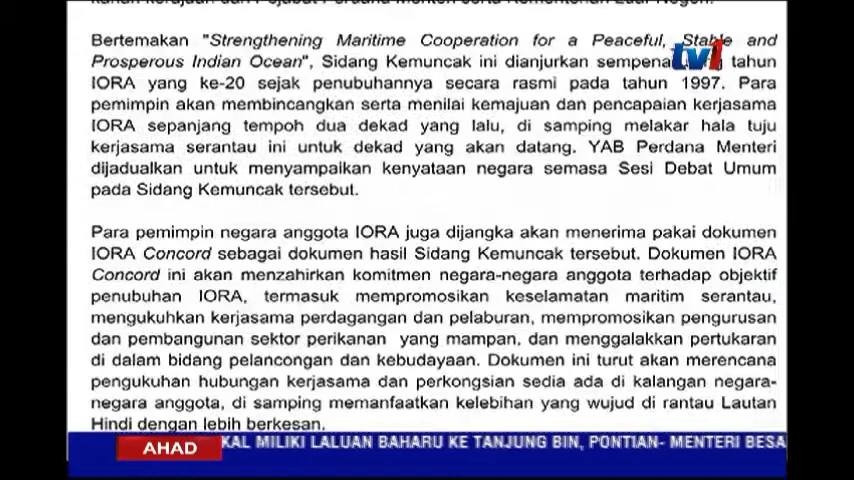 Bertemakan "Strengthening Maritime Cooperation for a Peaceful, Stable and
Prosperous Indian Ocean", Sidang Kemuncak ini dianjurkan sempena tahun
IORA yang ke-20 sejak penubuhannya secara rasmi pada tahun 1997. Para
pemimpin akan membincangkan serta menilai kemajuan dan pencapaian kerjasama
IORA sepanjang tempoh dua dekad yang lalu, di samping melakar hala tuju
kerjasama serantau ini untuk dekad yang akan datang. YAB Perdana Menteri
dijadualkan untuk menyampaikan kenyataan negara semasa Sesi Debat Umum
pada Sidang Kemuncak tersebut.
Para pemimpin negara anggota IORA juga dijangka akan menerima pakai dokumen
IORA Concord sebagai dokumen hasil Sidang Kemuncak tersebut. Dokumen IORA
Concord ini akan menzahirkan komitmen negara-negara anggota terhadap objektif
penubuhan IORA, termasuk mempromosikan keselamatan maritim serantau,
mengukuhkan kerjasama perdagangan dan pelaburan, mempromosikan pengurusan
dan pembangunan sektor perikanan yang mampan, dan menggalakkan pertukaran
di dalam bidang pelancongan dan kebudayaan. Dokumen ini turut akan merencana
pengukuhan hubungan kerjasama dan perkongsian sedia ada di kalangan negara-
negara anggota, di samping memanfaatkan kelebihan yang wujud di rantau Lautan
Hindi dengan lebih berkesan.
tv1
AHAD
KAL MILIKI LALUAN BAHARU KE TANJUNG BIN, PONTIAN- MENTERI BESA